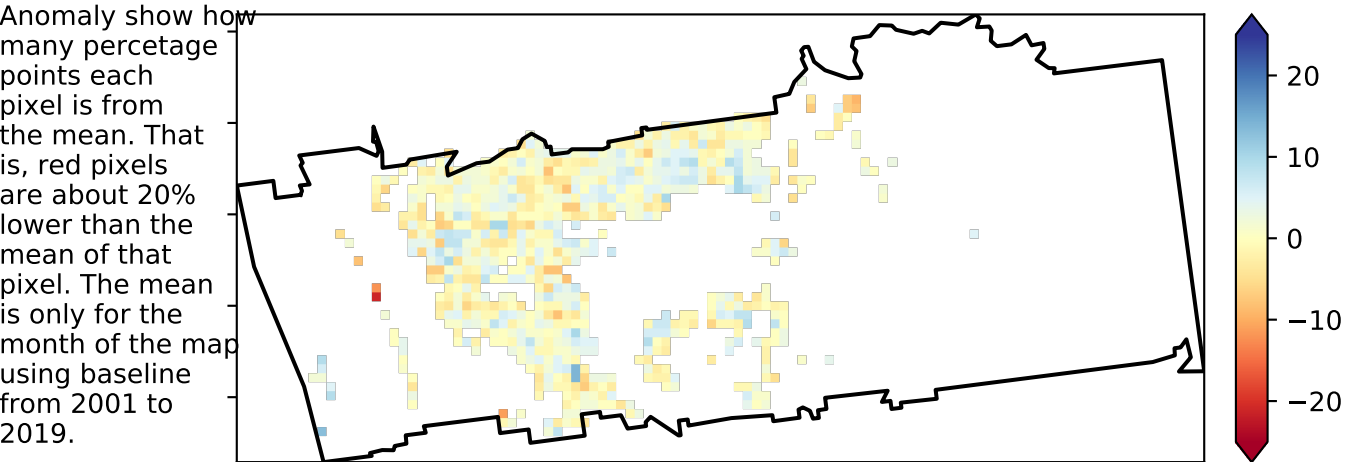 Anomaly show how
many percetage
points each
pixel is from
the mean. That
is, red pixels
are about 20%
lower than the
mean of that
pixel. The mean
is only for the
month of the map
using baseline
from 2001 to
2019.
20
10
0
−10
−20